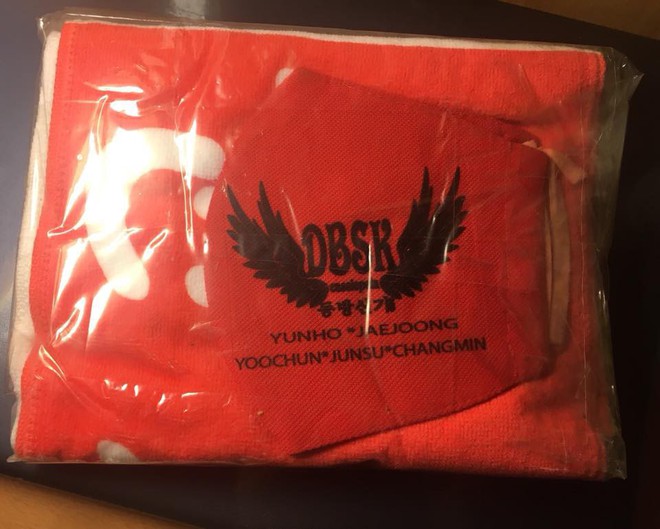 DBSK
동방신기
YUNHO *JAEJOONG
YOOCHUN*JUNSU*CHANGMIN